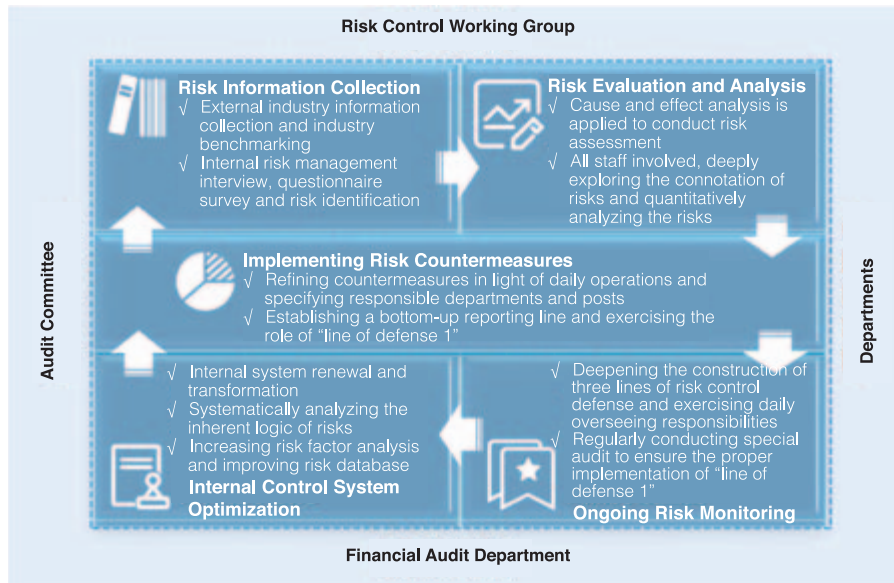 Risk Control Working Group
Risk Information Collection
√ External industry information
collection and industry
benchmarking
√ Internal risk management
interview, questionnaire
survey and risk identification
Risk Evaluation and Analysis
√ Cause and effect analysis is
applied to conduct risk
assessment
√ All staff involved, deeply
exploring the connotation of
risks and quantitatively
analyzing the risks
Audit Committee
Implementing Risk Countermeasures
√ Refining countermeasures in light of daily operations and
specifying responsible departments and posts
√ Establishing a bottom-up reporting line and exercising the
role of “line of defense 1”
Departments
√ Internal system renewal and
transformation
√ Systematically analyzing the
inherent logic of risks
√ Increasing risk factor analysis
and improving risk database
Internal Control System
Optimization
√ Deepening the construction of
three lines of risk control
defense and exercising daily
overseeing responsibilities
√ Regularly conducting special
audit to ensure the proper
implementation of “line of
defense 1”
Ongoing Risk Monitoring
Financial Audit Department